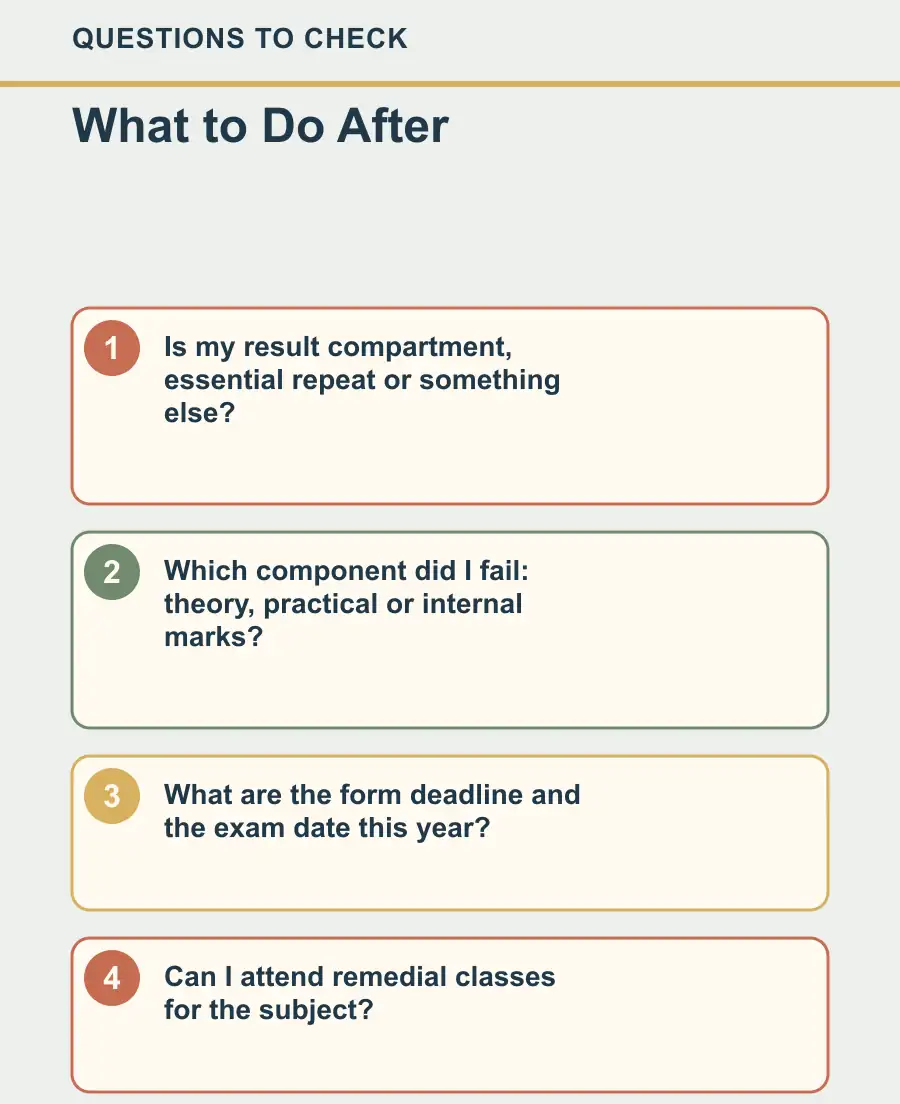 QUESTIONS TO CHECK
What to Do After
1
Is my result compartment,
essential repeat or something
else?
2
Which component did I fail:
theory, practical or internal
marks?
3
What are the form deadline and
the exam date this year?
4
Can I attend remedial classes
for the subject?